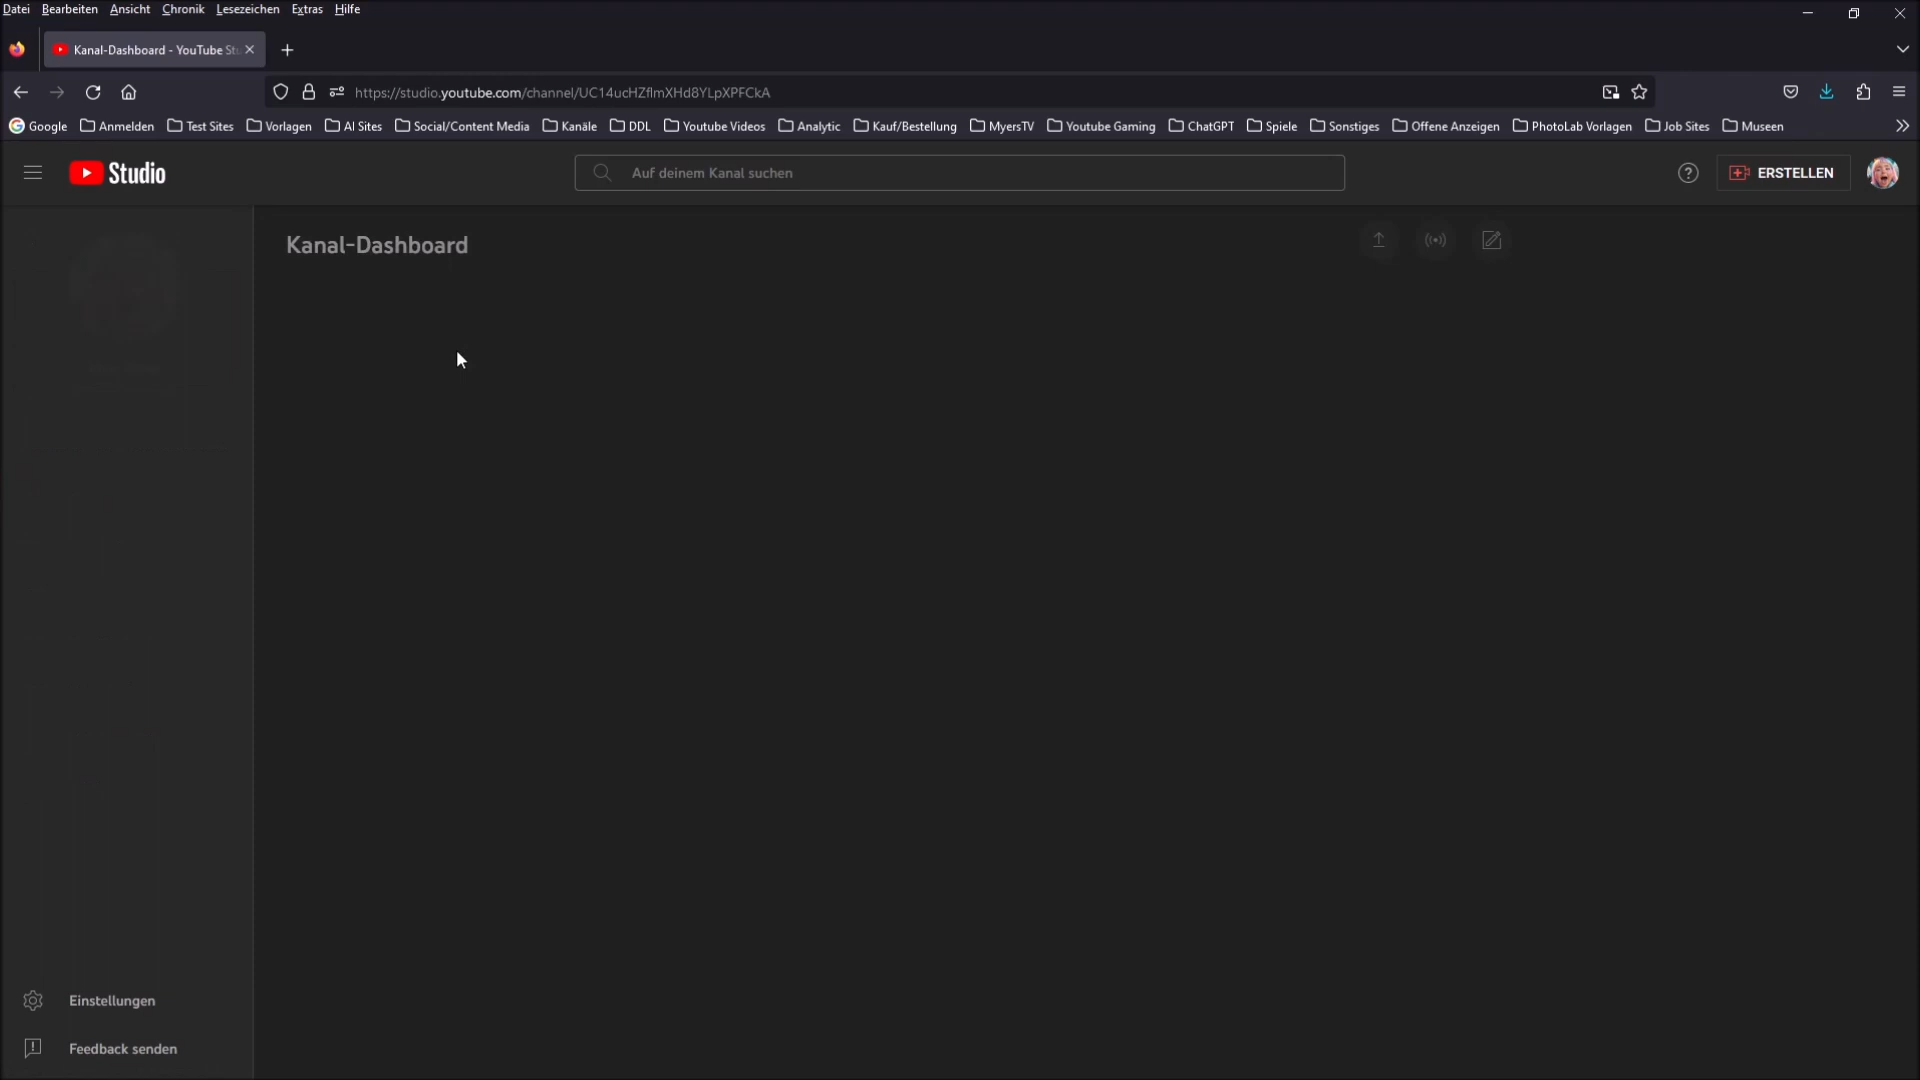 Datei Bearbeiten Ansicht Chronik Lesezeichen Extras Hilfe
Kanal-Dashboard - YouTube St
https://studio.youtube.com/channel/UC14ucHZflmXHd8YLpXPFCkA
Google Anmelden Test Sites Vorlagen AI Sites Social/Content Media Kanäle DDL Youtube Videos Analytic Kauf/Bestellung MyersTV Youtube Gaming ChatGPT Spiele Sonstiges Offene Anzeigen PhotoLab Vorlagen Job Sites Museen
Studio Auf deinem Kanal suchen ERSTELLEN
Kanal-Dashboard
Einstellungen
Feedback senden